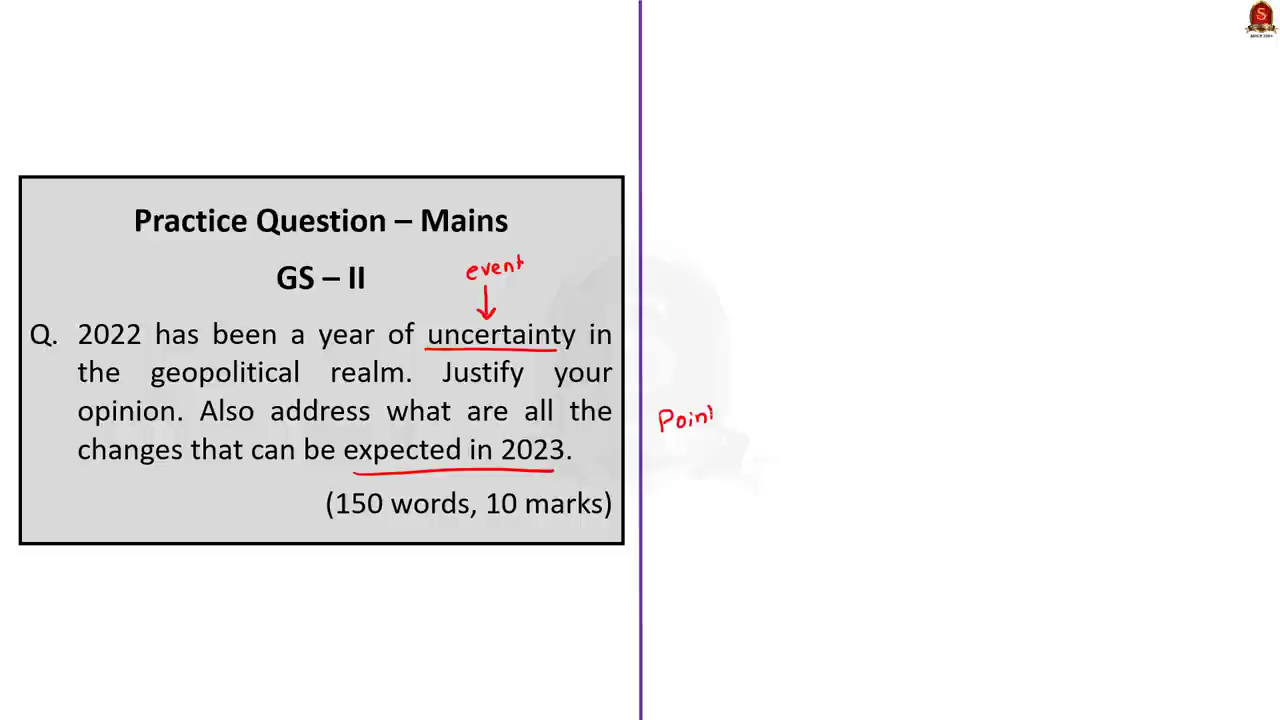 Practice Question – Mains
GS – II
event
Q. 2022 has been a year of uncertainty in
the geopolitical realm. Justify your
opinion. Also address what are all the
changes that can be expected in 2023.
(150 words, 10 marks)
Poin
S